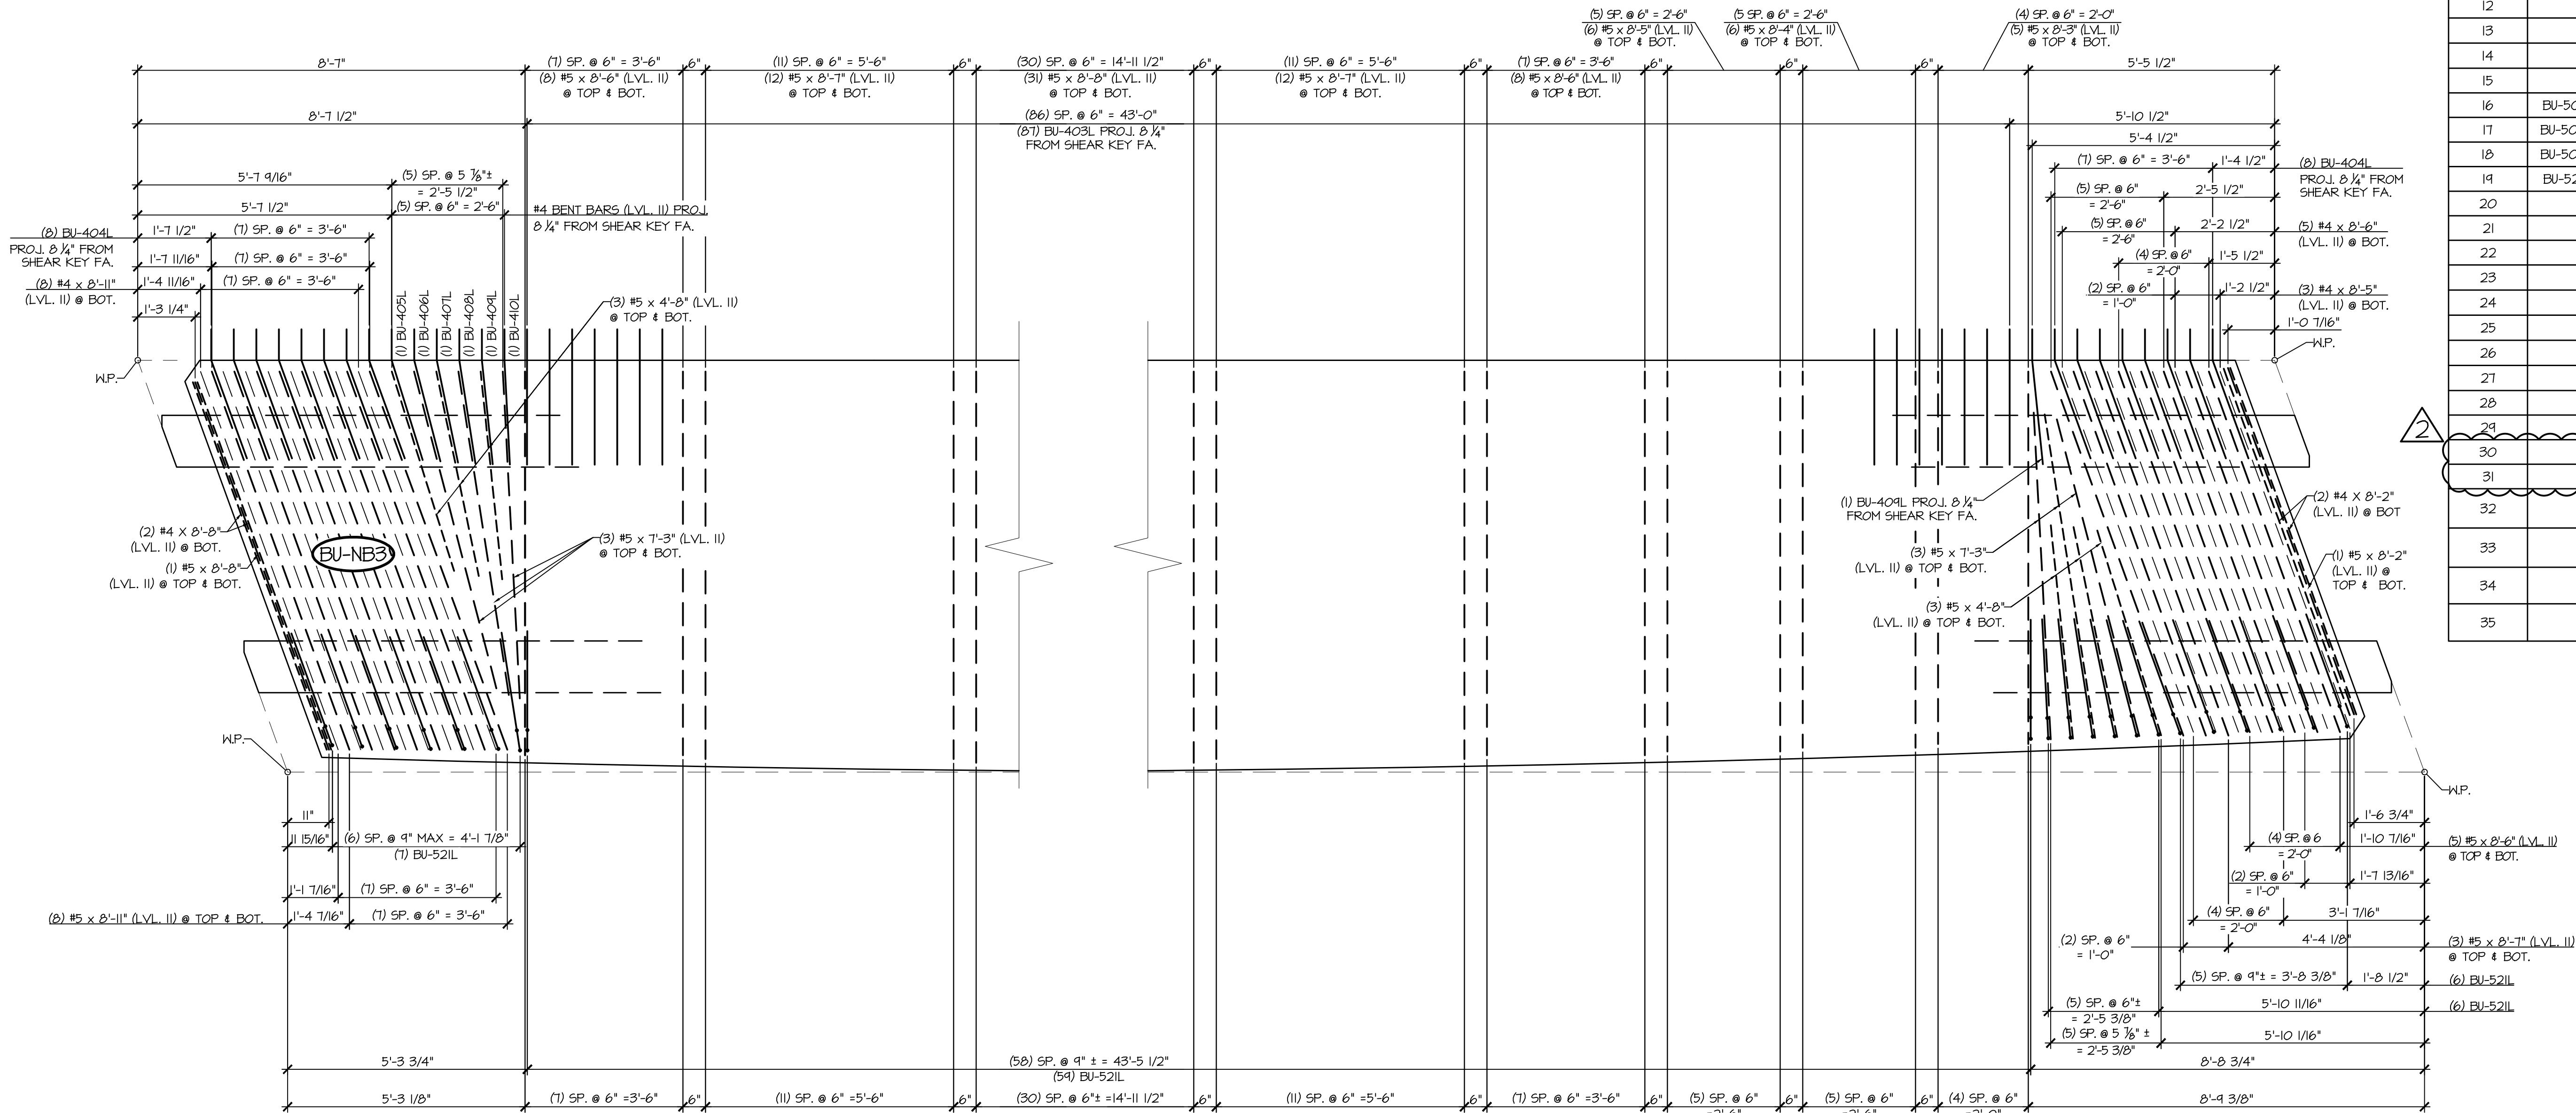 (5) SP. @ 6" = 2'-6"
(6) #5 x 8'-5" (LVL. II)
@ TOP & BOT.
(5 SP. @ 6" = 2'-6"
(6) #5 x 8'-4" (LVL. II)
@ TOP & BOT.
(4) SP. @ 6" = 2'-0"
(5) #5 x 8'-3" (LVL. II)
@ TOP & BOT.
8'-7"
(7) SP. @ 6" = 3'-6"
(8) #5 x 8'-6" (LVL. II)
@ TOP & BOT.
6"
(11) SP. @ 6" = 5'-6"
(12) #5 x 8'-7" (LVL. II)
@ TOP & BOT.
6"
(30) SP. @ 6" = 14'-11 1/2"
(31) #5 x 8'-8" (LVL. II)
@ TOP & BOT.
6"
(11) SP. @ 6" = 5'-6"
(12) #5 x 8'-7" (LVL. II)
@ TOP & BOT.
6"
(7) SP. @ 6" = 3'-6"
(8) #5 x 8'-6" (LVL. II)
@ TOP & BOT.
6"
6"
6"
5'-5 1/2"
8'-7 1/2"
(86) SP. @ 6" = 43'-0"
(87) BU-403L PROJ. 8 1/4"
FROM SHEAR KEY FA.
5'-10 1/2"
5'-4 1/2"
5'-7 9/16"
(5) SP. @ 5 7/8"±
= 2'-5 1/2"
5'-7 1/2"
(5) SP. @ 6" = 2'-6"
#4 BENT BARS (LVL. II) PROJ.
8 1/4" FROM SHEAR KEY FA.
(8) BU-404L
PROJ. 8 1/4" FROM
SHEAR KEY FA.
1'-7 1/2"
(7) SP. @ 6" = 3'-6"
1'-7 11/16"
(7) SP. @ 6" = 3'-6"
(8) #4 x 8'-11"
(LVL. II) @ BOT.
1'-4 11/16"
(7) SP. @ 6" = 3'-6"
1'-3 1/4"
(1) BU-405L
(1) BU-406L
(1) BU-407L
(1) BU-408L
(1) BU-409L
(1) BU-410L
(3) #5 x 4'-8" (LVL. II)
@ TOP & BOT.
(7) SP. @ 6" = 3'-6"
1'-4 1/2"
(8) BU-404L
PROJ. 8 1/4" FROM
SHEAR KEY FA.
(5) SP. @ 6"
= 2'-6"
2'-5 1/2"
(5) SP. @ 6"
= 2'-6"
2'-2 1/2"
(5) #4 x 8'-6"
(LVL. II) @ BOT.
(4) SP. @ 6"
= 2'-0"
1'-5 1/2"
(2) SP. @ 6"
= 1'-0"
1'-2 1/2"
(3) #4 x 8'-5"
(LVL. II) @ BOT.
1'-0 7/16"
W.P.
W.P.
(2) #4 X 8'-8"
(LVL. II) @ BOT.
(1) #5 x 8'-8"
(LVL. II) @ TOP & BOT.
BU-NB3
(3) #5 x 7'-3" (LVL. II)
@ TOP & BOT.
(1) BU-409L PROJ. 8 1/4"
FROM SHEAR KEY FA.
(3) #5 x 7'-3"
(LVL. II) @ TOP & BOT.
(3) #5 x 4'-8"
(LVL. II) @ TOP & BOT.
(2) #4 X 8'-2"
(LVL. II) @ BOT
(1) #5 x 8'-2"
(LVL. II) @
TOP & BOT.
W.P.
W.P.
11"
11 15/16"
(6) SP. @ 9" MAX = 4'-1 7/8"
(7) BU-521L
1'-1 7/16"
(7) SP. @ 6" = 3'-6"
(8) #5 x 8'-11" (LVL. II) @ TOP & BOT.
1'-4 7/16"
(7) SP. @ 6" = 3'-6"
1'-6 3/4"
(4) SP. @ 6
= 2'-0"
1'-10 7/16"
(5) #5 x 8'-6" (LVL. II)
@ TOP & BOT.
(2) SP. @ 6"
= 1'-0"
1'-7 13/16"
(4) SP. @ 6"
= 2'-0"
3'-1 7/16"
(2) SP. @ 6"
= 1'-0"
4'-4 1/8"
(3) #5 x 8'-7" (LVL. II)
@ TOP & BOT.
(5) SP. @ 9"± = 3'-8 3/8"
1'-8 1/2"
(6) BU-521L
(5) SP. @ 6"±
= 2'-5 3/8"
5'-10 11/16"
(6) BU-521L
(5) SP. @ 5 7/8" ±
= 2'-5 3/8"
5'-10 1/16"
5'-3 3/4"
(58) SP. @ 9" ± = 43'-5 1/2"
(59) BU-521L
8'-8 3/4"
5'-3 1/8"
(7) SP. @ 6" =3'-6"
6"
(11) SP. @ 6" =5'-6"
6"
(30) SP. @ 6"± =14'-11 1/2"
6"
(11) SP. @ 6" =5'-6"
6"
(7) SP. @ 6" =3'-6"
6"
(5) SP. @ 6"
6"
(5) SP. @ 6"
6"
(4) SP. @ 6"
8'-9 3/8"
12
13
14
15
16 BU-50
17 BU-50
18 BU-50
19 BU-52
20
21
22
23
24
25
26
27
28
29
30
31
32
33
34
35
2